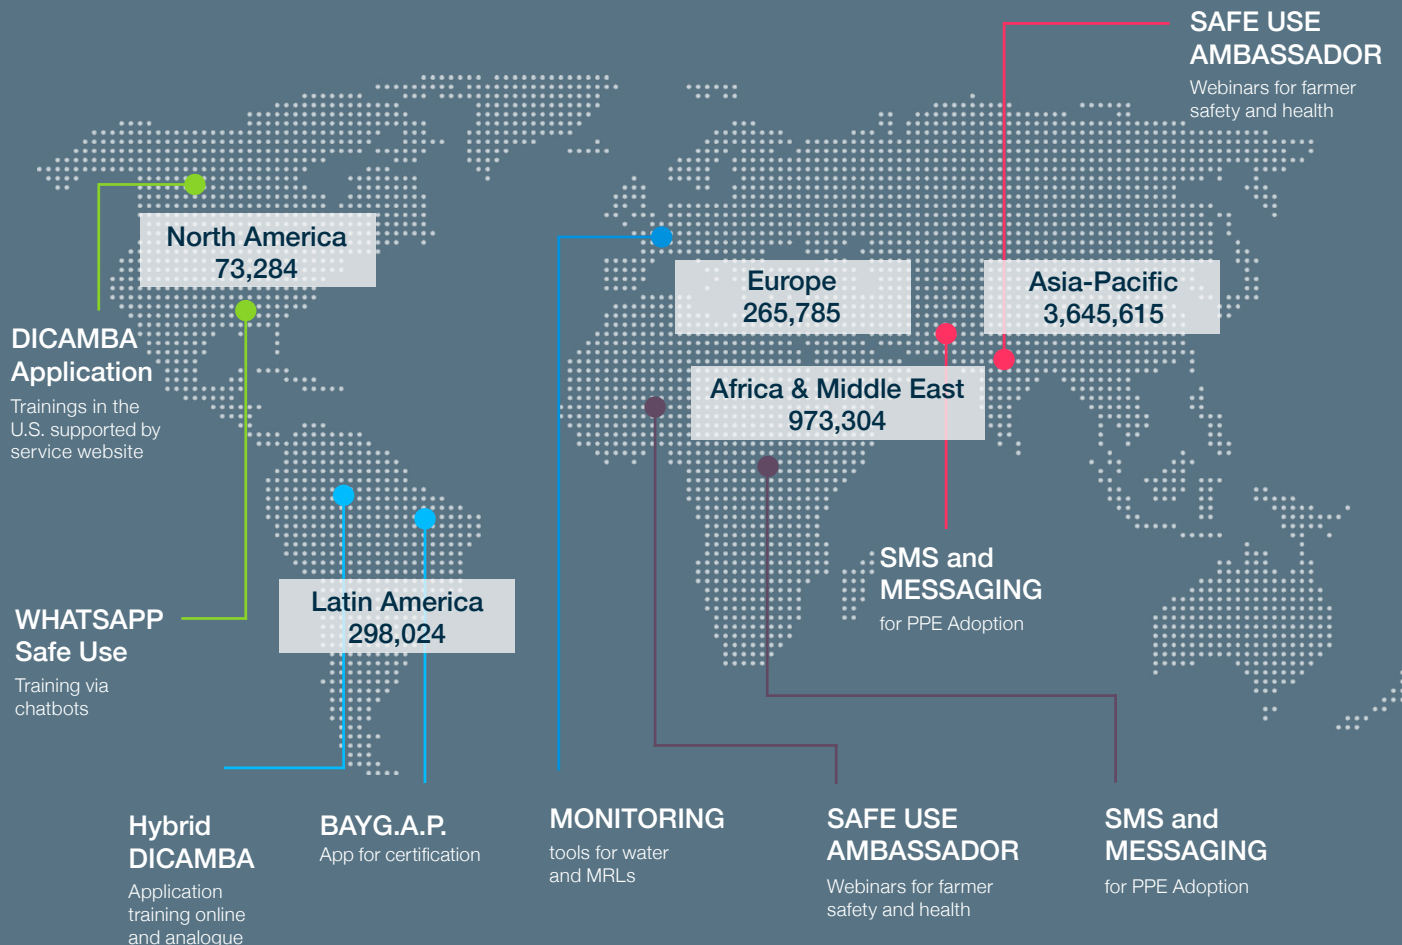 SAFE USE
AMBASSADOR
Webinars for farmer
safety and health
North America
73,284
Europe
265,785
Asia-Pacific
3,645,615
DICAMBA
Application
Trainings in the
U.S. supported by
service website
Africa & Middle East
973,304
SMS and
MESSAGING
for PPE Adoption
Latin America
298,024
WHATSAPP
Safe Use
Training via
chatbots
Hybrid
DICAMBA
Application
training online
and analogue
BAYG.A.P.
App for certification
MONITORING
tools for water
and MRLs
SAFE USE
AMBASSADOR
Webinars for farmer
safety and health
SMS and
MESSAGING
for PPE Adoption